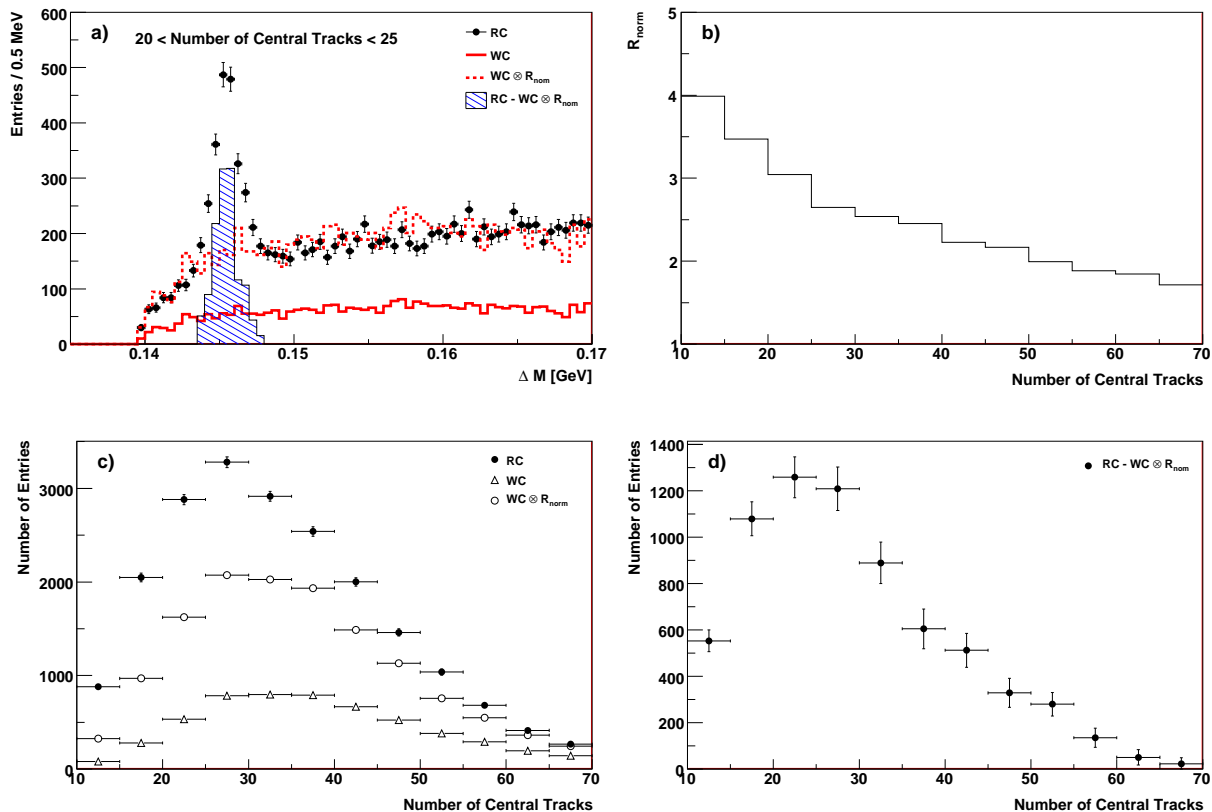 a)
20 < Number of Central Tracks < 25
RC
WC
WC ⊗ R_nom
RC - WC ⊗ R_nom
Entries / 0.5 MeV
600
500
400
300
200
100
0
0.14 0.15 0.16 0.17
Δ M [GeV]
b)
R_norm
5
4
3
2
1
10 20 30 40 50 60 70
Number of Central Tracks
c)
RC
WC
WC ⊗ R_norm
Number of Entries
3000
2000
1000
0
10 20 30 40 50 60 70
Number of Central Tracks
d)
RC - WC ⊗ R_nom
Number of Entries
1400
1200
1000
800
600
400
200
0
10 20 30 40 50 60 70
Number of Central Tracks